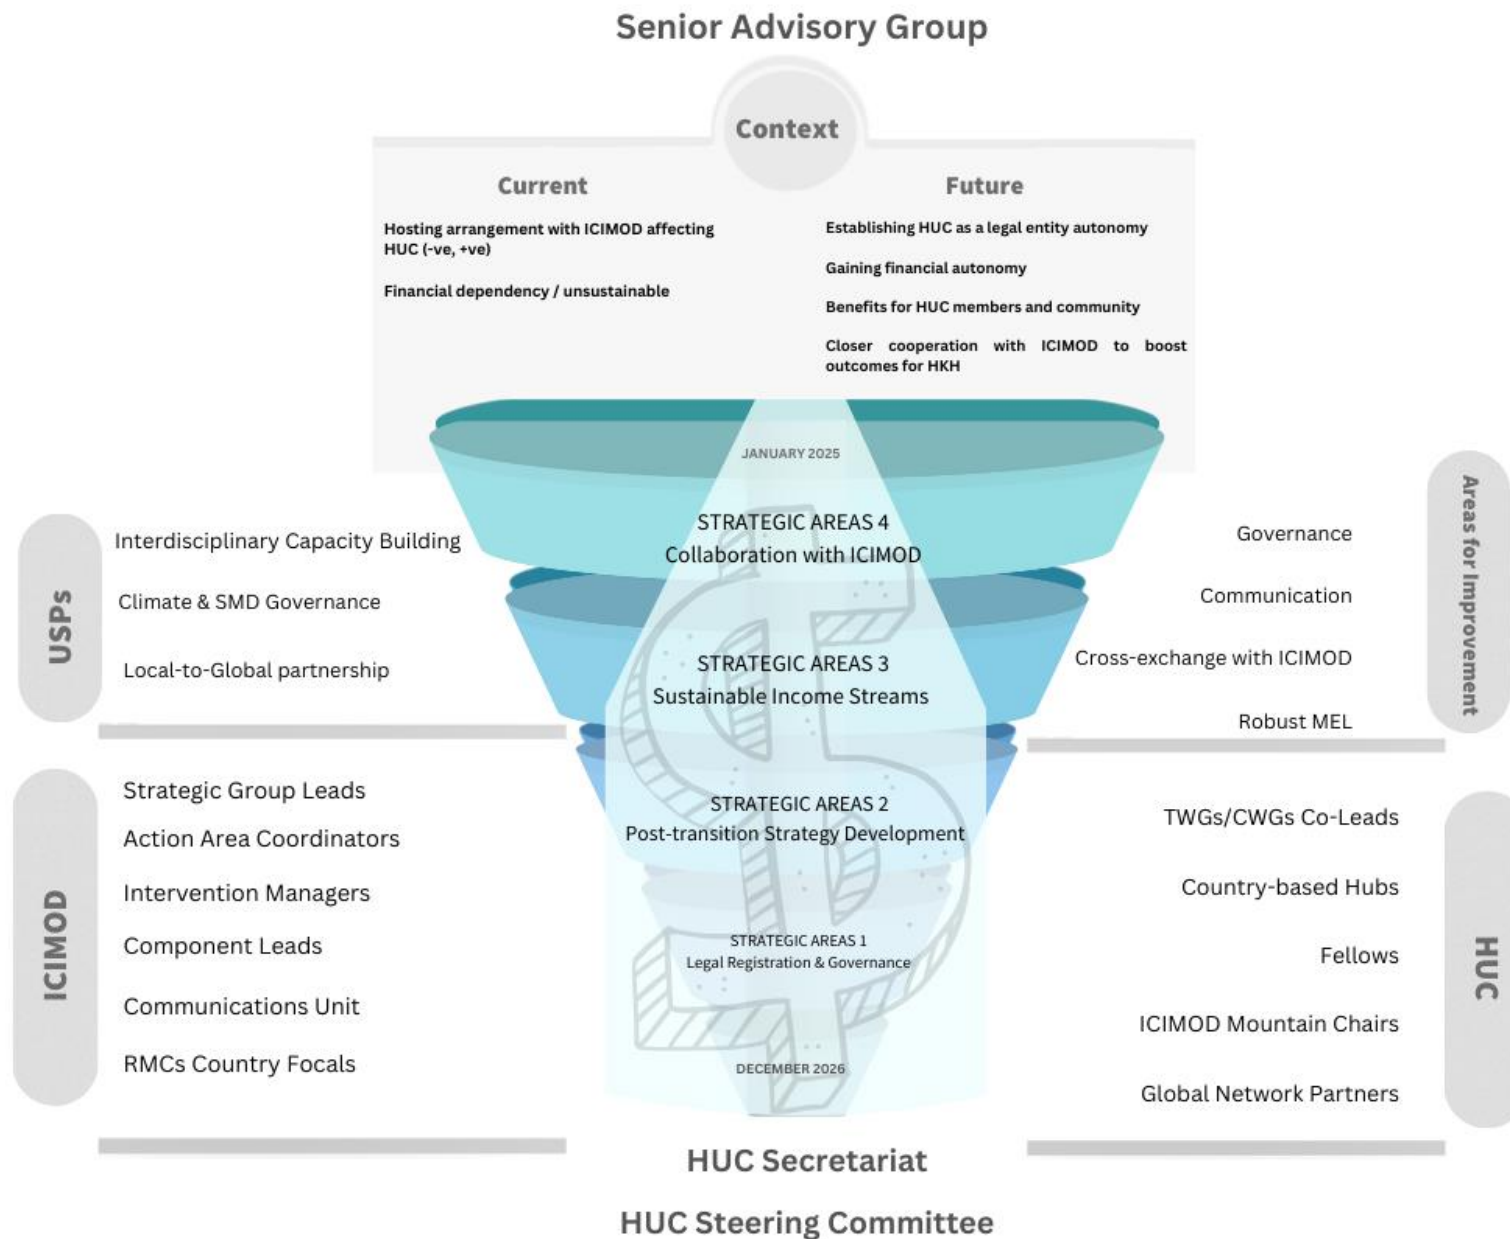 Senior Advisory Group
Context
Current
Hosting arrangement with ICIMOD affecting
HUC (-ve, +ve)
Financial dependency / unsustainable
Future
Establishing HUC as a legal entity autonomy
Gaining financial autonomy
Benefits for HUC members and community
Closer cooperation with ICIMOD to boost
outcomes for HKH
JANUARY 2025
STRATEGIC AREAS 4
Collaboration with ICIMOD
STRATEGIC AREAS 3
Sustainable Income Streams
STRATEGIC AREAS 2
Post-transition Strategy Development
STRATEGIC AREAS 1
Legal Registration & Governance
DECEMBER 2026
USPs
Interdisciplinary Capacity Building
Climate & SMD Governance
Local-to-Global partnership
Areas for Improvement
Governance
Communication
Cross-exchange with ICIMOD
Robust MEL
ICIMOD
Strategic Group Leads
Action Area Coordinators
Intervention Managers
Component Leads
Communications Unit
RMCs Country Focals
HUC
TWGs/CWGs Co-Leads
Country-based Hubs
Fellows
ICIMOD Mountain Chairs
Global Network Partners
HUC Secretariat
HUC Steering Committee